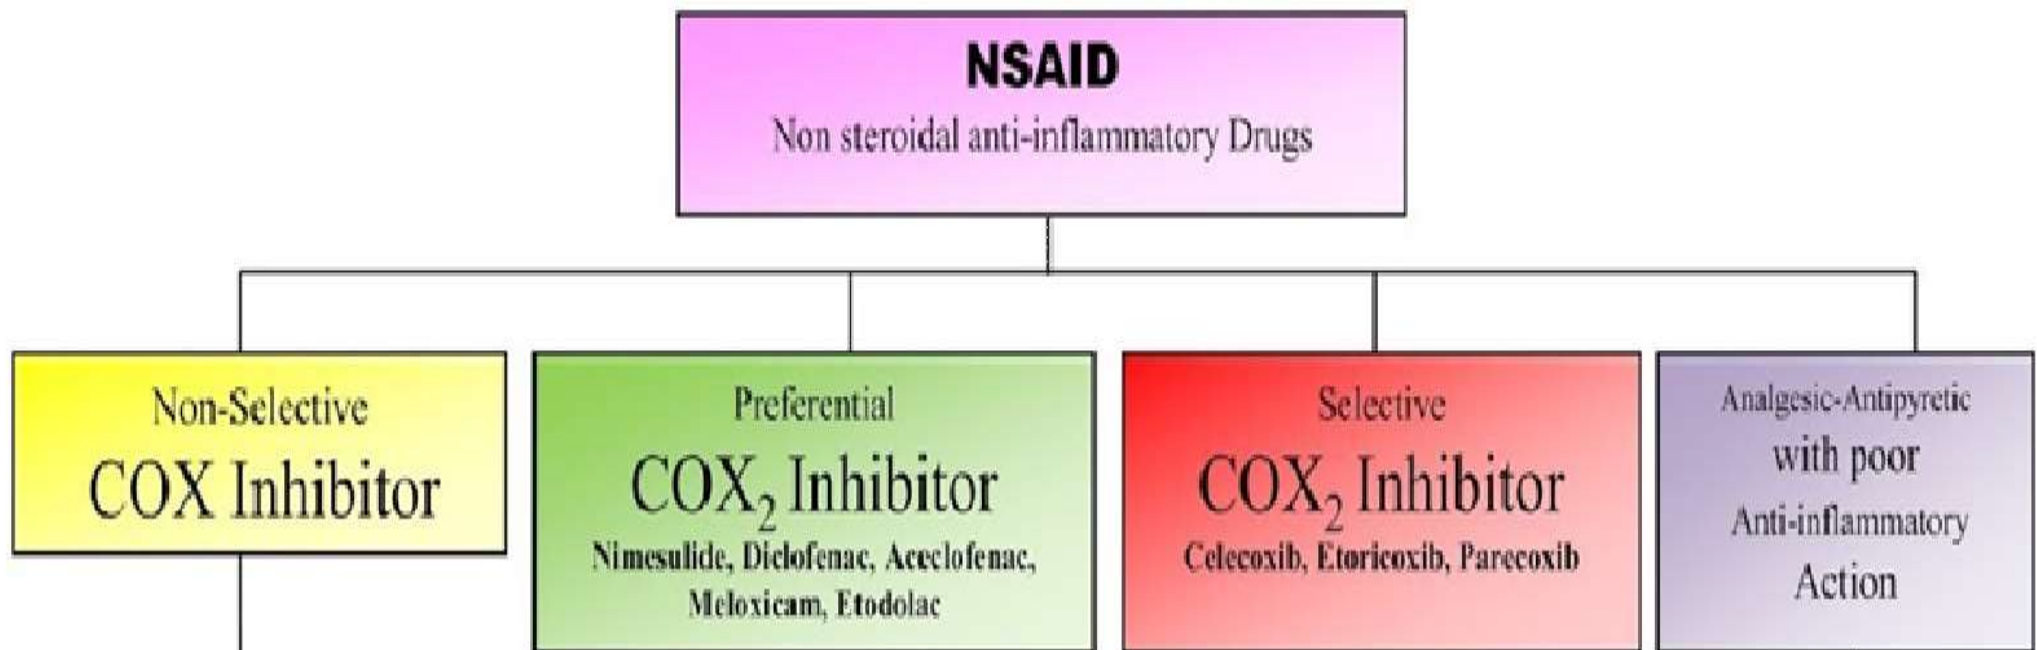 NSAID
Non steroidal anti-inflammatory Drugs
Non-Selective
COX Inhibitor
Preferential
COX₂ Inhibitor
Nimesulide, Diclofenac, Aceclofenac,
Meloxicam, Etodolac
Selective
COX₂ Inhibitor
Celecoxib, Etoricoxib, Parecoxib
Analgesic-Antipyretic
with poor
Anti-inflammatory
Action